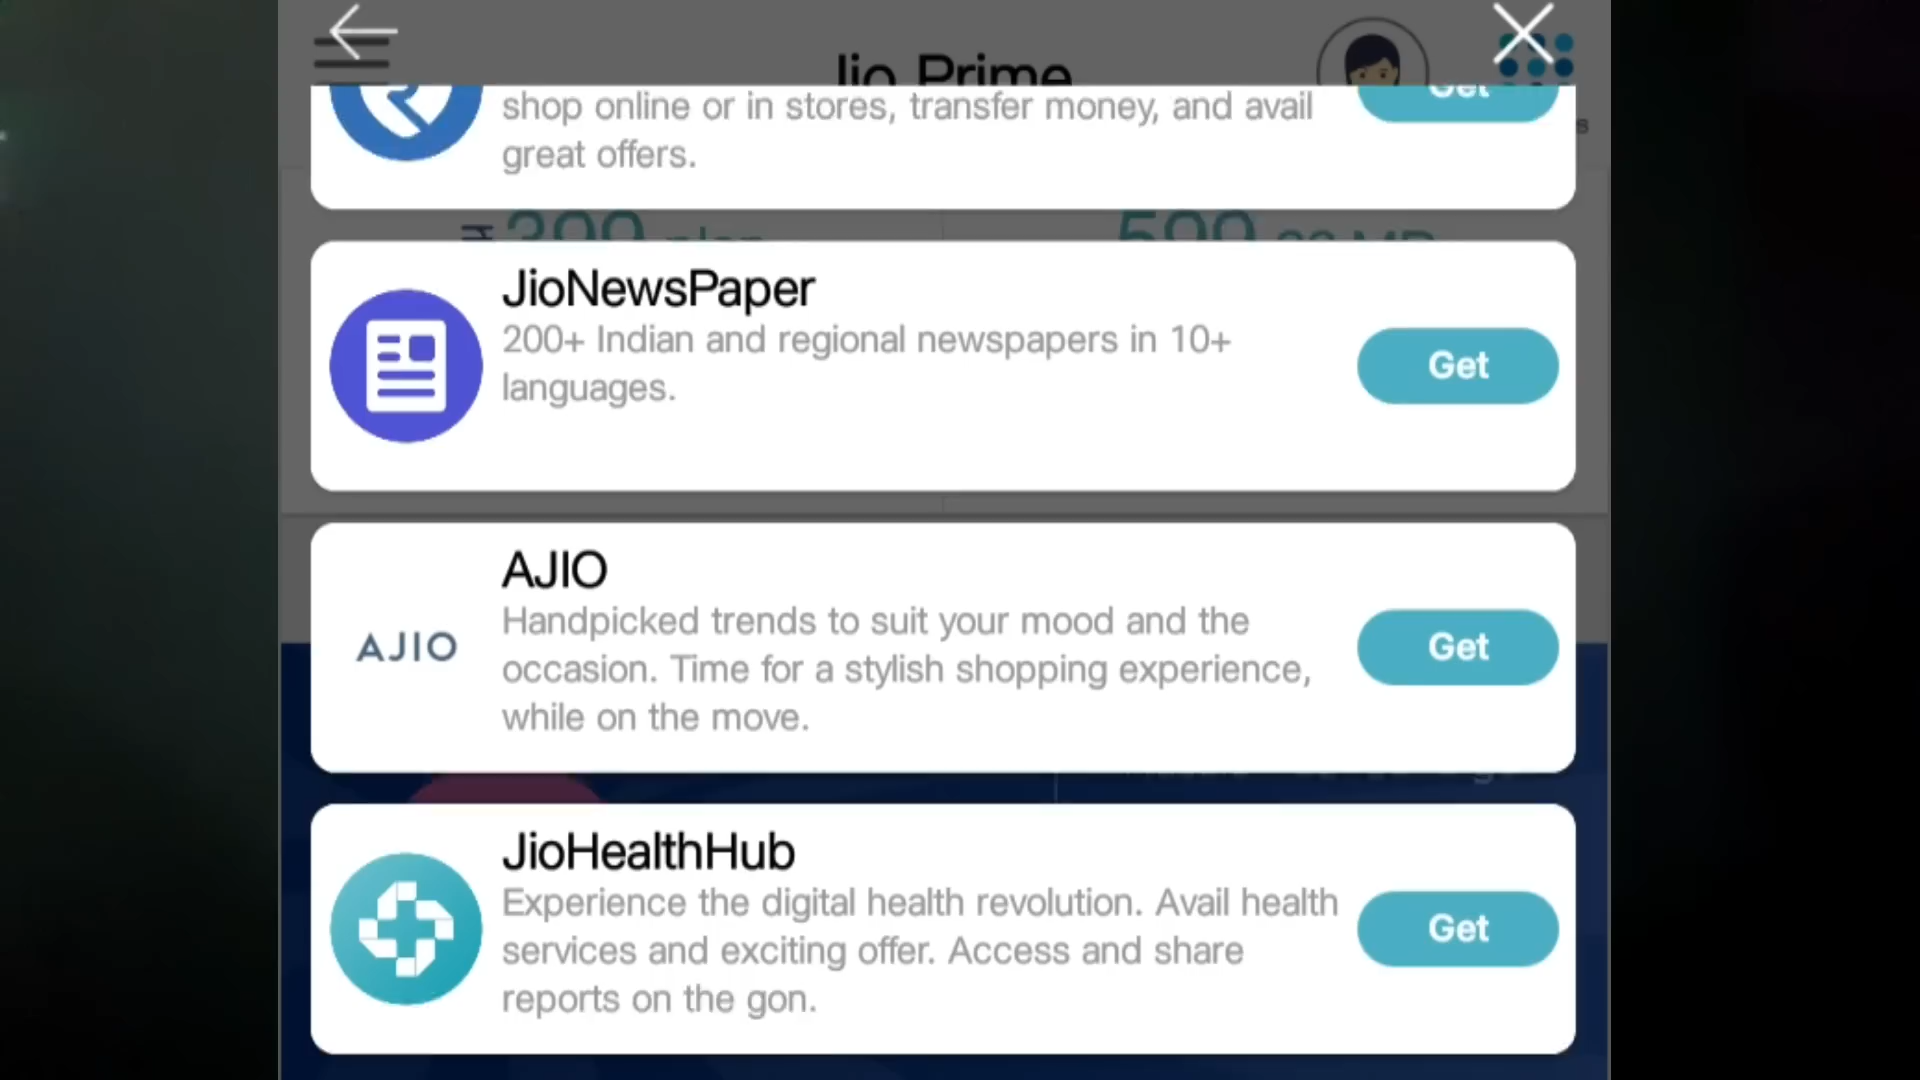 Jio Prime
shop online or in stores, transfer money, and avail
great offers.
Get
JioNewsPaper
200+ Indian and regional newspapers in 10+
languages.
Get
AJIO
AJIO
Handpicked trends to suit your mood and the
occasion. Time for a stylish shopping experience,
while on the move.
Get
JioHealthHub
Experience the digital health revolution. Avail health
services and exciting offer. Access and share
reports on the gon.
Get